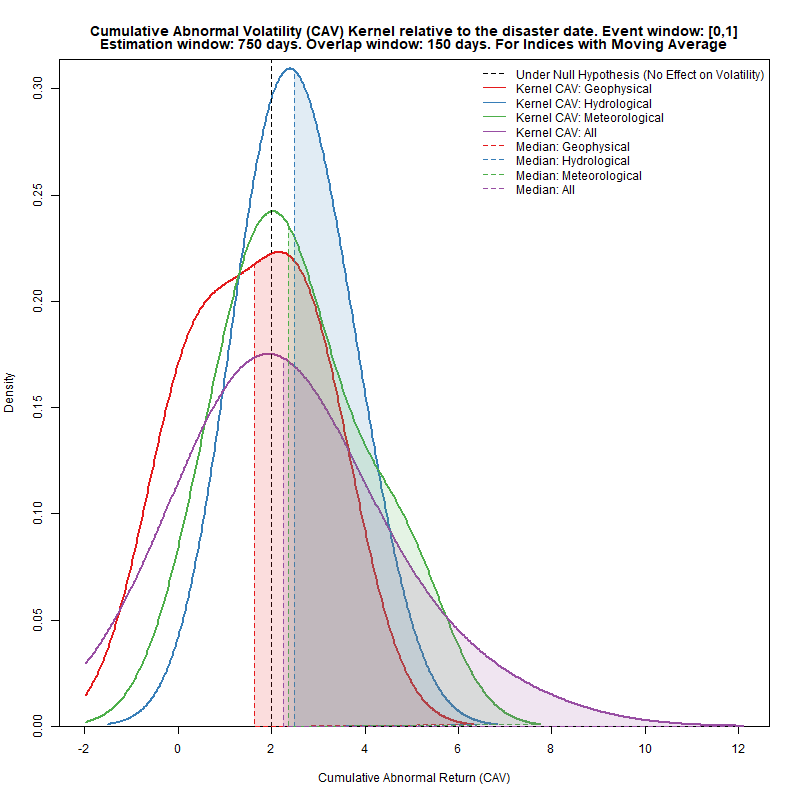 Cumulative Abnormal Volatility (CAV) Kernel relative to the disaster date. Event window: [0,1]
Estimation window: 750 days. Overlap window: 150 days. For Indices with Moving Average
Under Null Hypothesis (No Effect on Volatility)
Kernel CAV: Geophysical
Kernel CAV: Hydrological
Kernel CAV: Meteorological
Kernel CAV: All
Median: Geophysical
Median: Hydrological
Median: Meteorological
Median: All
Density
0.30
0.25
0.20
0.15
0.10
0.05
0.00
-2 0 2 4 6 8 10 12
Cumulative Abnormal Return (CAV)